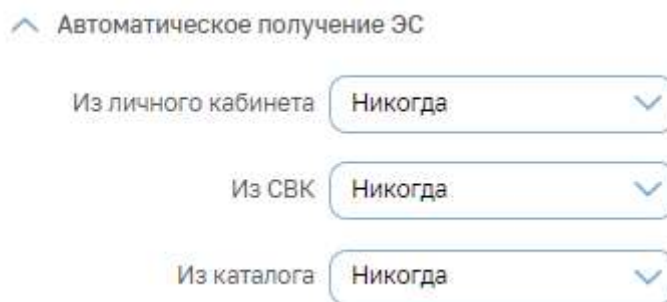 Автоматическое получение ЭС
Из личного кабинета Никогда
Из СВК Никогда
Из каталога Никогда